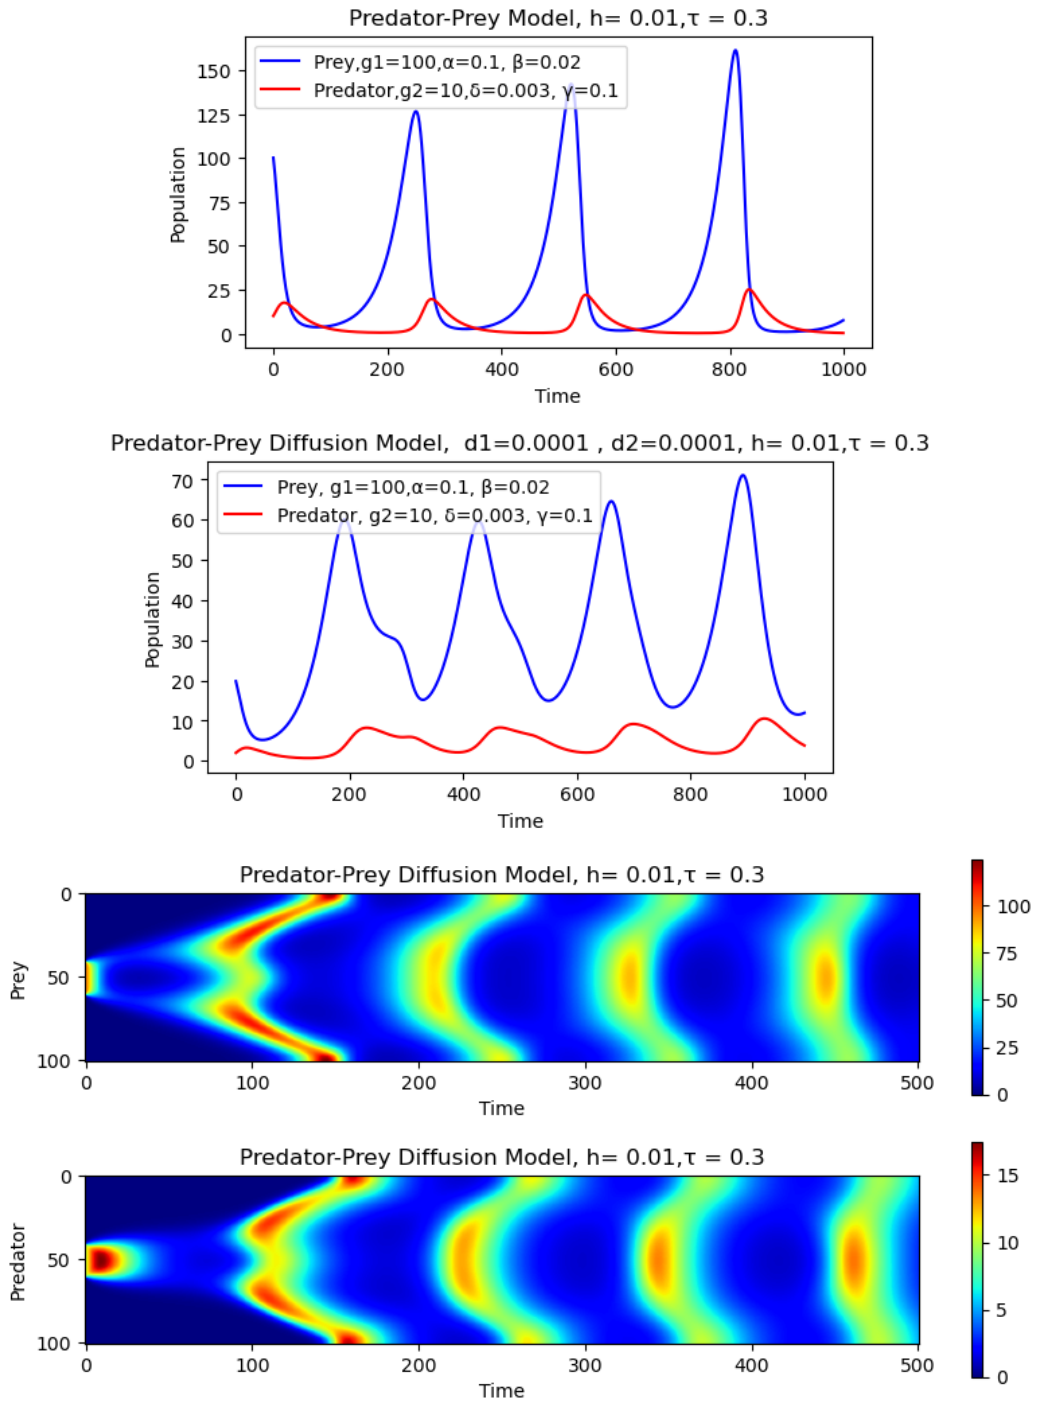 Predator-Prey Model, h= 0.01,τ = 0.3
Prey,g1=100,α=0.1, β=0.02
Predator,g2=10,δ=0.003, γ=0.1
Population
150
125
100
75
50
25
0
0 200 400 600 800 1000
Time
Predator-Prey Diffusion Model,  d1=0.0001 , d2=0.0001, h= 0.01,τ = 0.3
Prey, g1=100,α=0.1, β=0.02
Predator, g2=10, δ=0.003, γ=0.1
Population
70
60
50
40
30
20
10
0
0 200 400 600 800 1000
Time
Predator-Prey Diffusion Model, h= 0.01,τ = 0.3
Prey
0
50
100
0 100 200 300 400 500
Time
100
75
50
25
0
Predator-Prey Diffusion Model, h= 0.01,τ = 0.3
Predator
0
50
100
0 100 200 300 400 500
Time
15
10
5
0